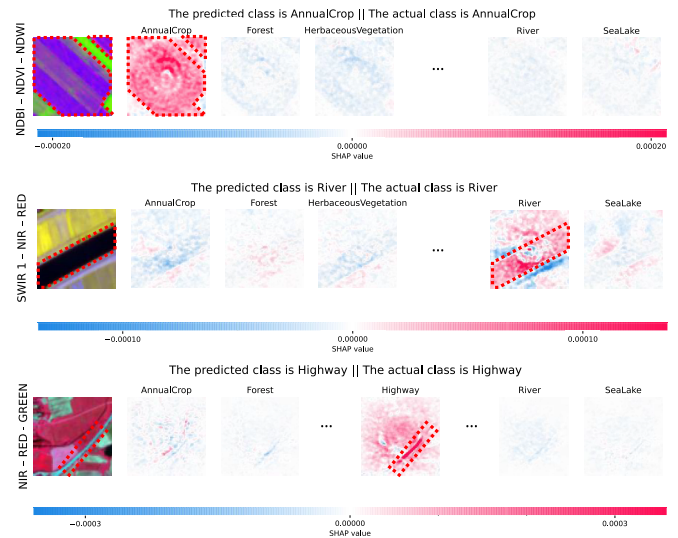 The predicted class is AnnualCrop || The actual class is AnnualCrop
NDBI – NDVI – NDWI
AnnualCrop Forest HerbaceousVegetation ... River SeaLake
−0.00020 0.00000 0.00020
SHAP value
The predicted class is River || The actual class is River
SWIR 1 – NIR – RED
AnnualCrop Forest HerbaceousVegetation ... River SeaLake
−0.00010 0.00000 0.00010
SHAP value
The predicted class is Highway || The actual class is Highway
NIR – RED - GREEN
AnnualCrop Forest ... Highway ... River SeaLake
−0.0003 0.00000 0.0003
SHAP value